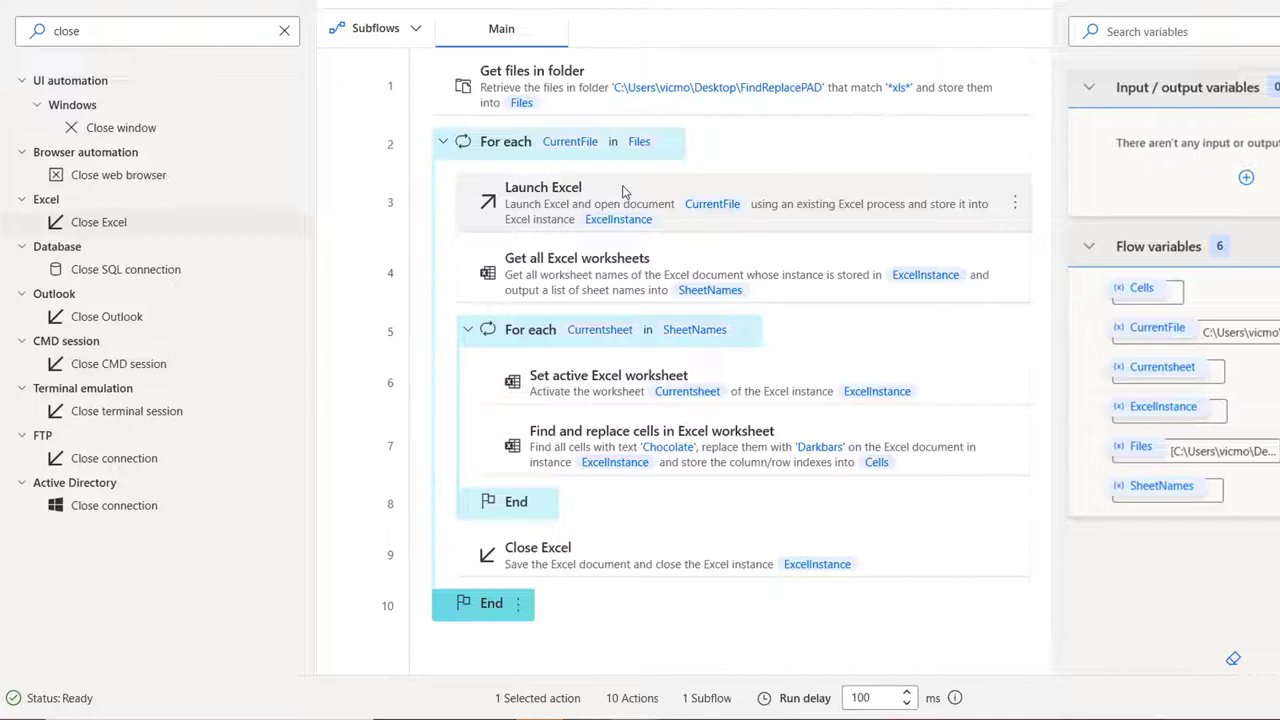 close
UI automation
Windows
Close window
Browser automation
Close web browser
Excel
Close Excel
Database
Close SQL connection
Outlook
Close Outlook
CMD session
Close CMD session
Terminal emulation
Close terminal session
FTP
Close connection
Active Directory
Close connection
Subflows
Main
1
Get files in folder
Retrieve the files in folder 'C:\Users\vicmo\Desktop\FindReplacePAD' that match '*xls*' and store them
into Files
2
For each CurrentFile in Files
3
Launch Excel
Launch Excel and open document CurrentFile using an existing Excel process and store it into
Excel instance ExcelInstance
4
Get all Excel worksheets
Get all worksheet names of the Excel document whose instance is stored in ExcelInstance and
output a list of sheet names into SheetNames
5
For each Currentsheet in SheetNames
6
Set active Excel worksheet
Activate the worksheet Currentsheet of the Excel instance ExcelInstance
7
Find and replace cells in Excel worksheet
Find all cells with text 'Chocolate', replace them with 'Darkbars' on the Excel document in
instance ExcelInstance and store the column/row indexes into Cells
8
End
9
Close Excel
Save the Excel document and close the Excel instance ExcelInstance
10
End
Search variables
Input / output variables 0
There aren't any input or output
Flow variables 6
(x) Cells
(x) CurrentFile C:\Users\vicmo\
(x) Currentsheet
(x) ExcelInstance
(x) Files [C:\Users\vicmo\De...
(x) SheetNames
Status: Ready
1 Selected action
10 Actions
1 Subflow
Run delay
100
ms